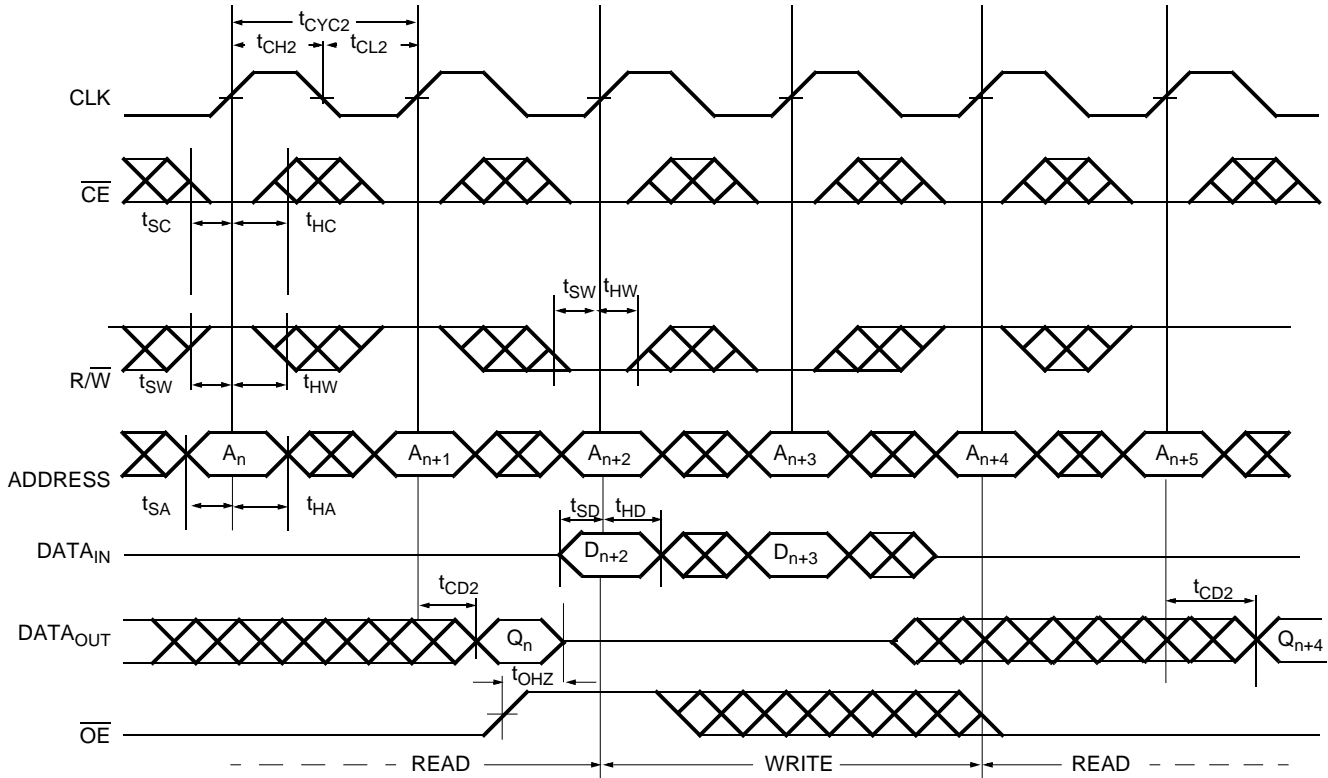 tCYC2
tCH2 tCL2
CLK
CE
tSC tHC
tSW tHW
R/W
tSW tHW
An An+1 An+2 An+3 An+4 An+5
ADDRESS
tSA tHA
tSD tHD
DATAIN Dn+2 Dn+3
tCD2 tCD2
DATAOUT Qn Qn+4
tOHZ
OE
READ WRITE READ